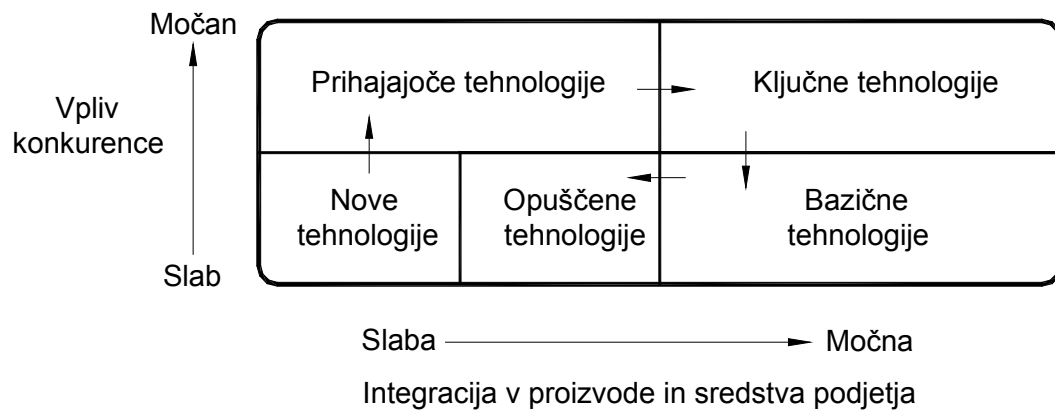 Močan
Prihajajoče tehnologije
Ključne tehnologije
Vpliv
konkurence
Nove
tehnologije
Opuščene
tehnologije
Bazične
tehnologije
Slab
Slaba
Močna
Integracija v proizvode in sredstva podjetja